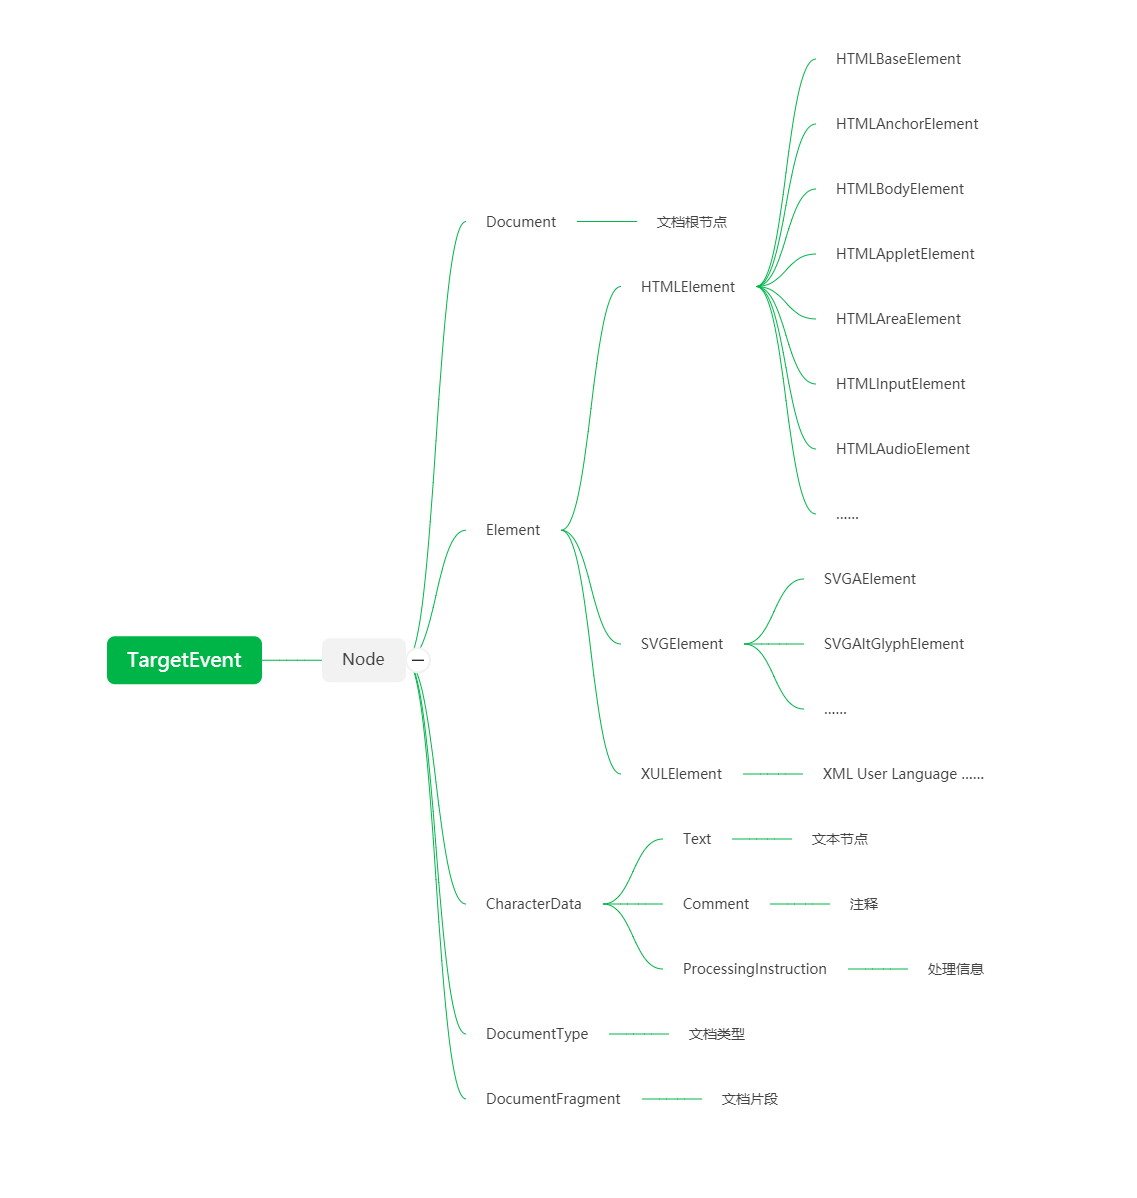 TargetEvent
Node
Document
文档根节点
Element
HTMLElement
HTMLBaseElement
HTMLAnchorElement
HTMLBodyElement
HTMLAppletElement
HTMLAreaElement
HTMLInputElement
HTMLAudioElement
......
SVGElement
SVGAElement
SVGAltGlyphElement
......
XULElement
XML User Language ......
CharacterData
Text
文本节点
Comment
注释
ProcessingInstruction
处理信息
DocumentType
文档类型
DocumentFragment
文档片段